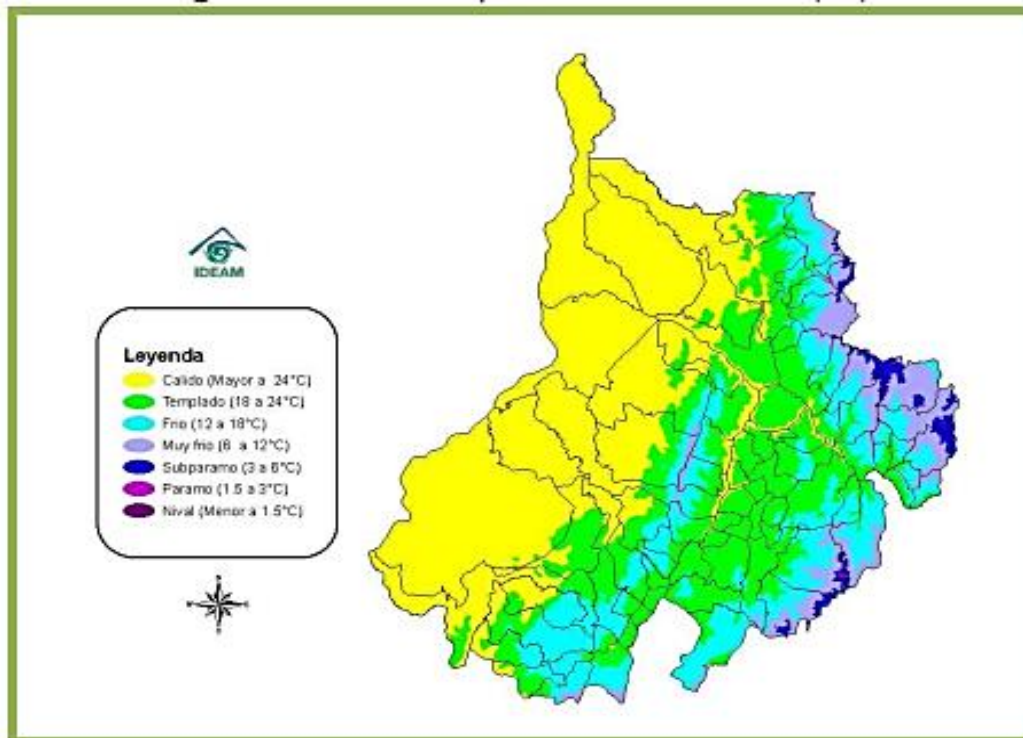 IDEAM
Leyenda
Calido (Mayor a 24°C)
Templado (18 a 24°C)
Frio (12 a 18°C)
Muy frio (6 a 12°C)
Subparamo (3 a 6°C)
Paramo (1.5 a 3°C)
Nival (Menor a 1.5°C)